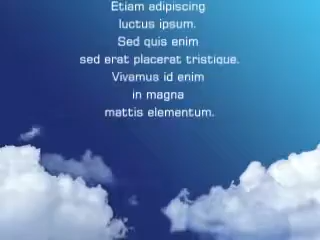 Etiam adipiscing
luctus ipsum.
Sed quis enim
sed erat placerat tristique.
Vivamus id enim
in magna
mattis elementum.